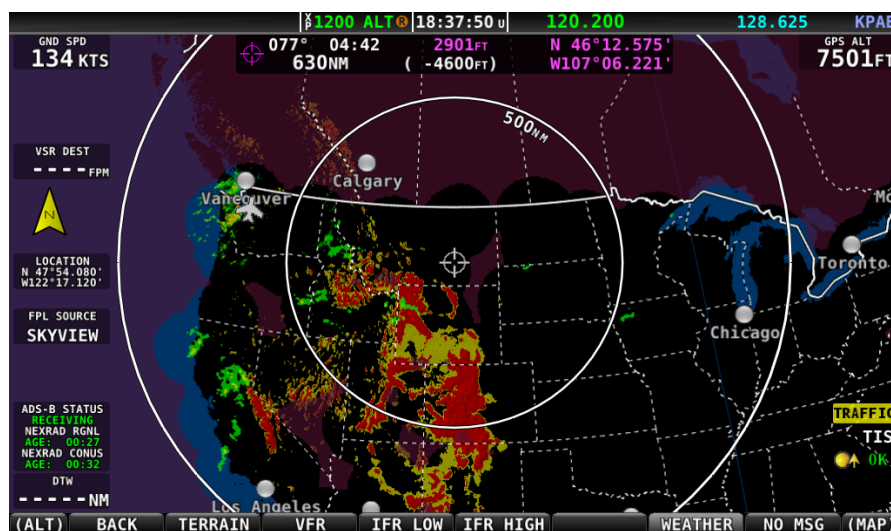 X P 1200 ALT R 18:37:50 U 120.200 128.625 KPAE
GND SPD
134 KTS
077° 04:42 2901FT N 46°12.575'
630NM ( -4600FT) W107°06.221'
GPS ALT
7501FT
500NM
Calgary
Vancouver
VSR DEST
----FPM
N
LOCATION
N 47°54.080'
W122°17.120'
Toronto
FPL SOURCE
SKYVIEW
Chicago
ADS-B STATUS
RECEIVING
NEXRAD RGNL
AGE: 00:27
NEXRAD CONUS
AGE: 00:32
TRAFFIC
TIS
OK
DTW
-----NM
Los Angeles
(ALT) BACK TERRAIN VFR IFR LOW IFR HIGH WEATHER NO MSG (MAP